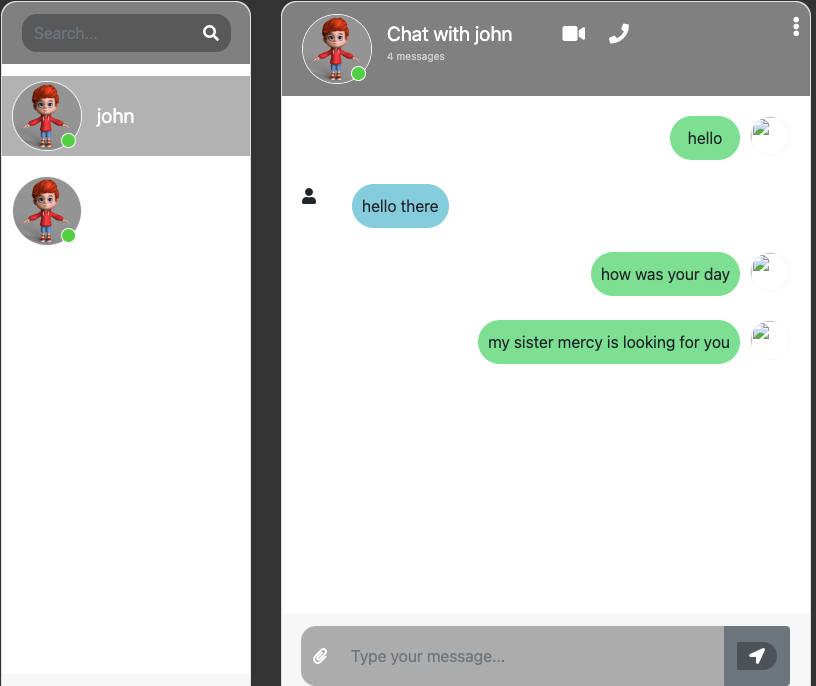 Search...
john
Chat with john
4 messages
hello
hello there
how was your day
my sister mercy is looking for you
Type your message...